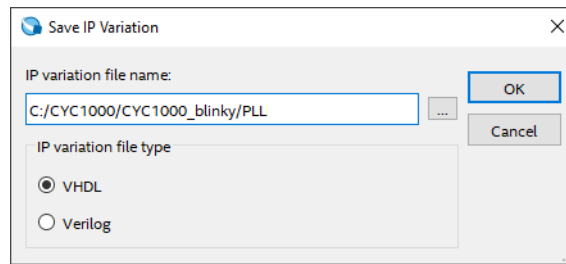 Save IP Variation
IP variation file name:
C:/CYC1000/CYC1000_blinky/PLL
...
OK
Cancel
IP variation file type
VHDL
Verilog